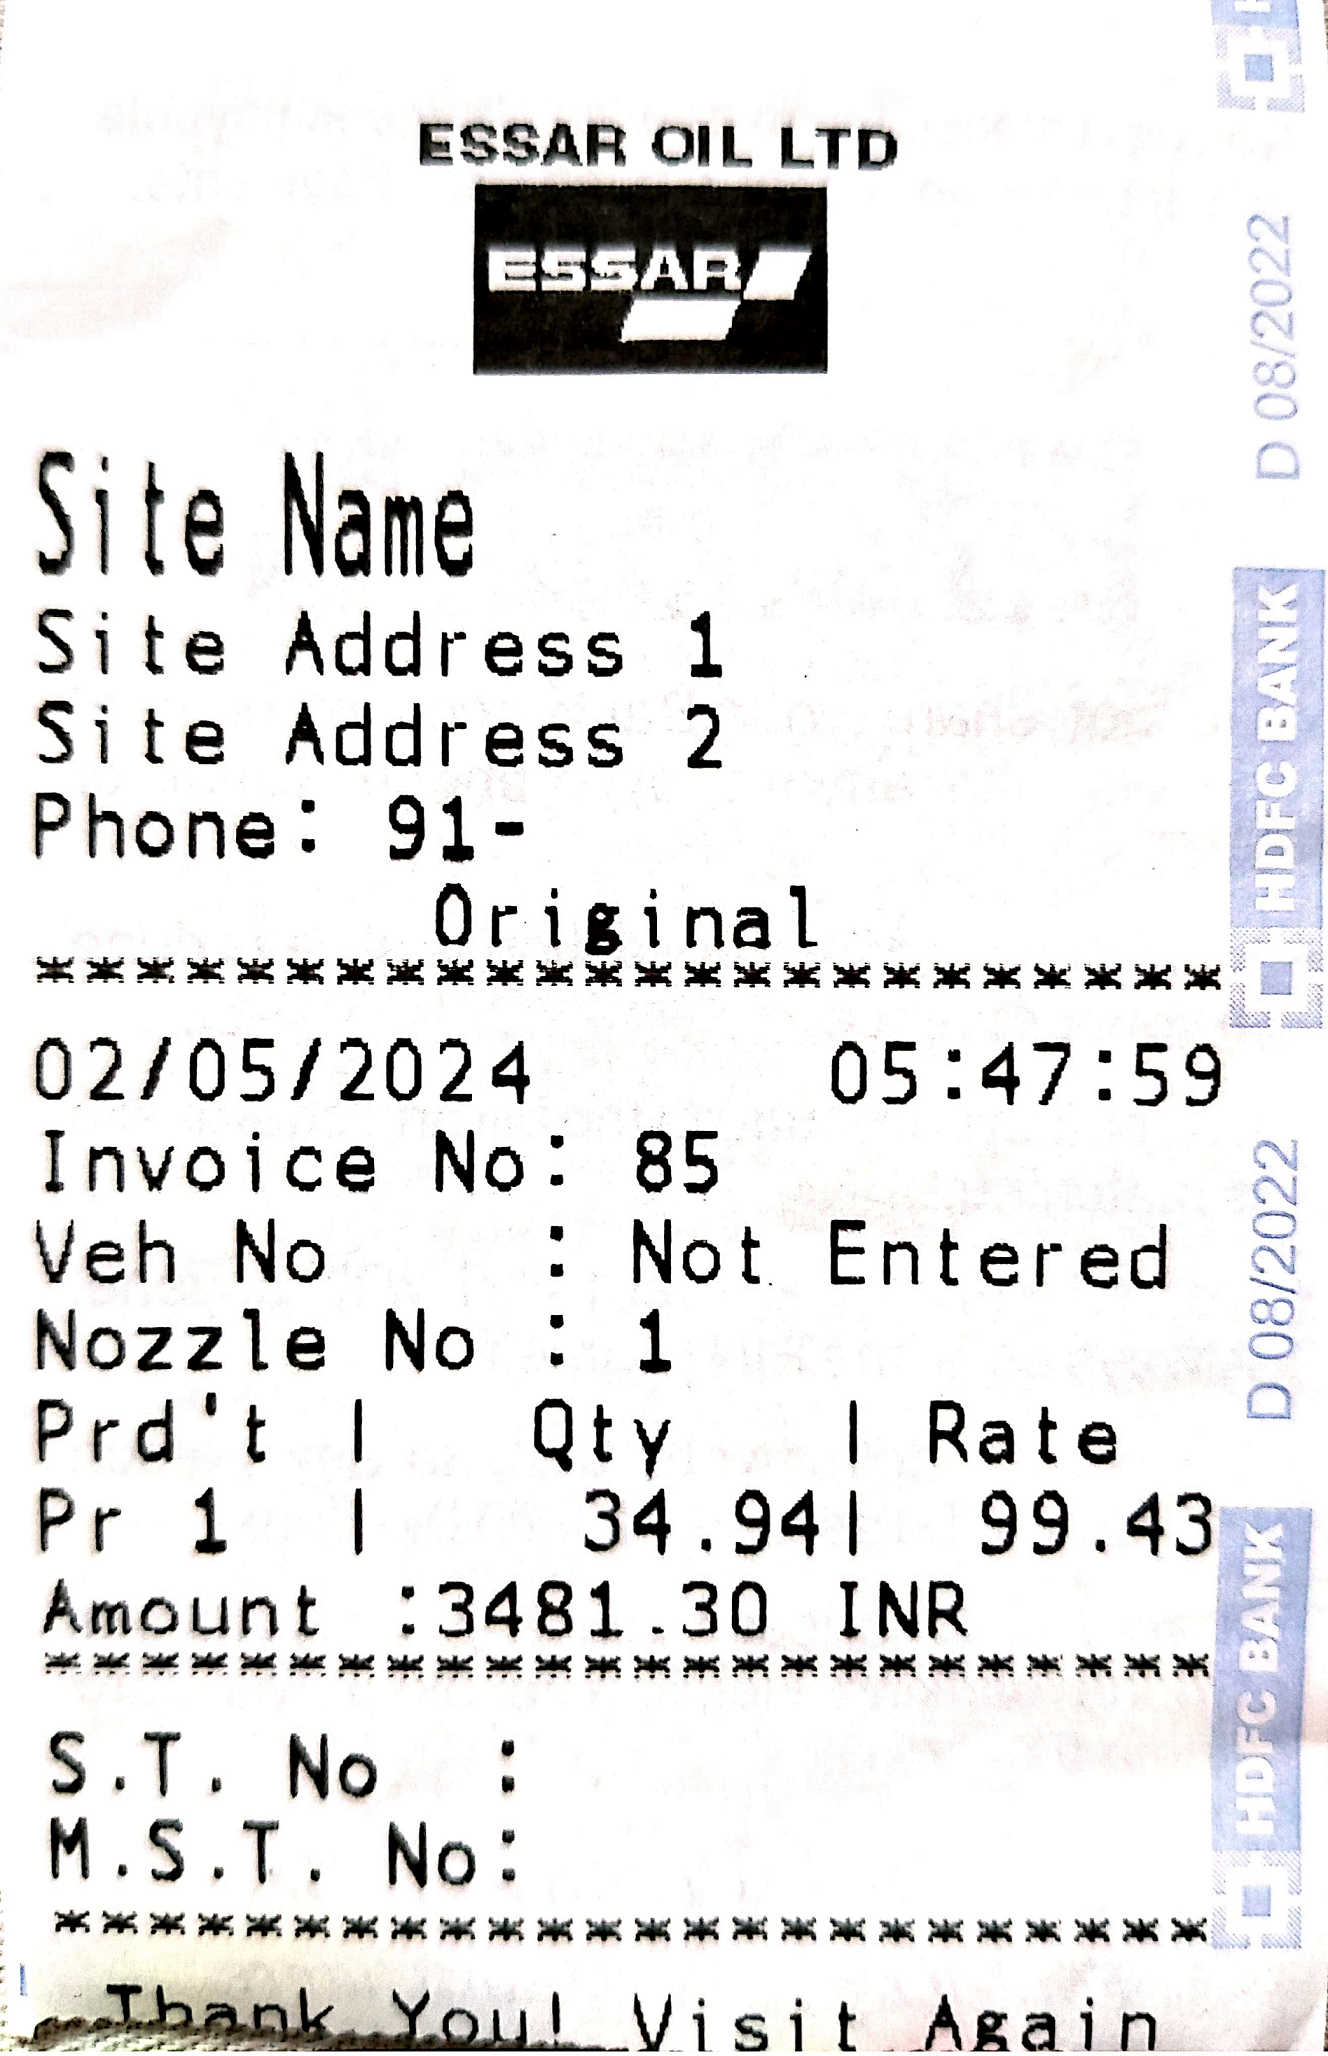 ESSAR OIL LTD
ESSAR
Site Name
Site Address 1
Site Address 2
Phone: 91-
Original
************************
02/05/2024 05:47:59
Invoice No: 85
Veh No : Not Entered
Nozzle No : 1
Prd't | Qty | Rate
Pr 1 | 34.94| 99.43
Amount :3481.30 INR
************************
S.T. No :
M.S.T. No:
************************
Thank You! Visit Again
D 08/2022
HDFC BANK
D 08/2022
HDFC BANK